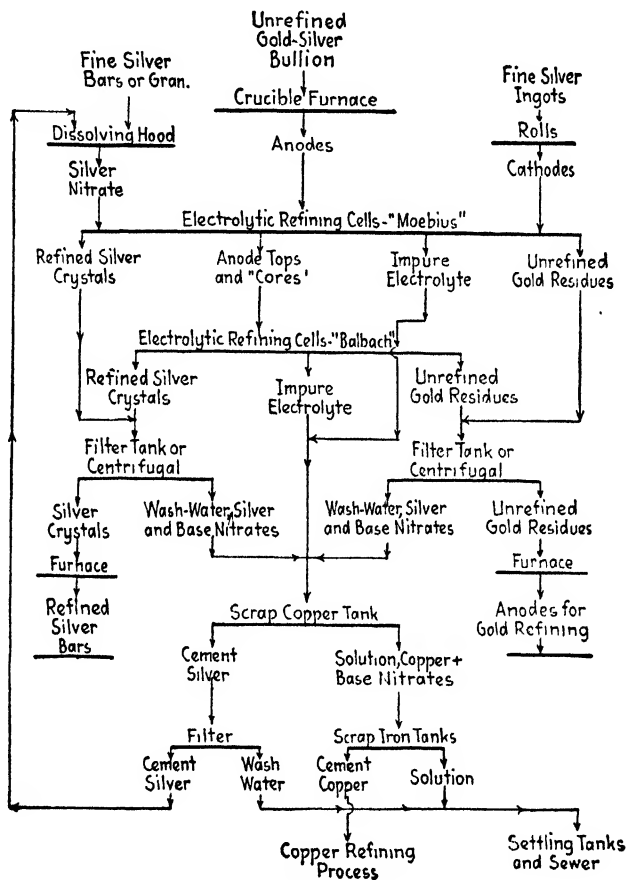 Unrefined
Gold-Silver
Bullion
Fine Silver
Bars or Gran.
Fine Silver
Ingots
Crucible Furnace
Dissolving Hood
Rolls
Anodes
Silver
Nitrate
Cathodes
Electrolytic Refining Cells-"Moebius"
Refined Silver
Crystals
Anode Tops
and "Cores'
Impure
Electrolyte
Unrefined
Gold Residues
Electrolytic Refining Cells-"Balbach"
Refined Silver
Crystals
Impure
Electrolyte
Unrefined
Gold Residues
Filter Tank or
Centrifugal
Filter Tank or
Centrifugal
Silver
Crystals
Wash-Water, Silver
and Base Nitrates
Wash-Water, Silver
and Base Nitrates
Unrefined
Gold Residues
Furnace
Furnace
Refined
Silver
Bars
Scrap Copper Tank
Anodes for
Gold Refining
Cement
Silver
Solution, Copper+
Base Nitrates
Filter
Scrap Iron Tanks
Cement
Silver
Wash
Water
Cement
Copper
Solution
Copper Refining
Process
Settling Tanks
and Sewer